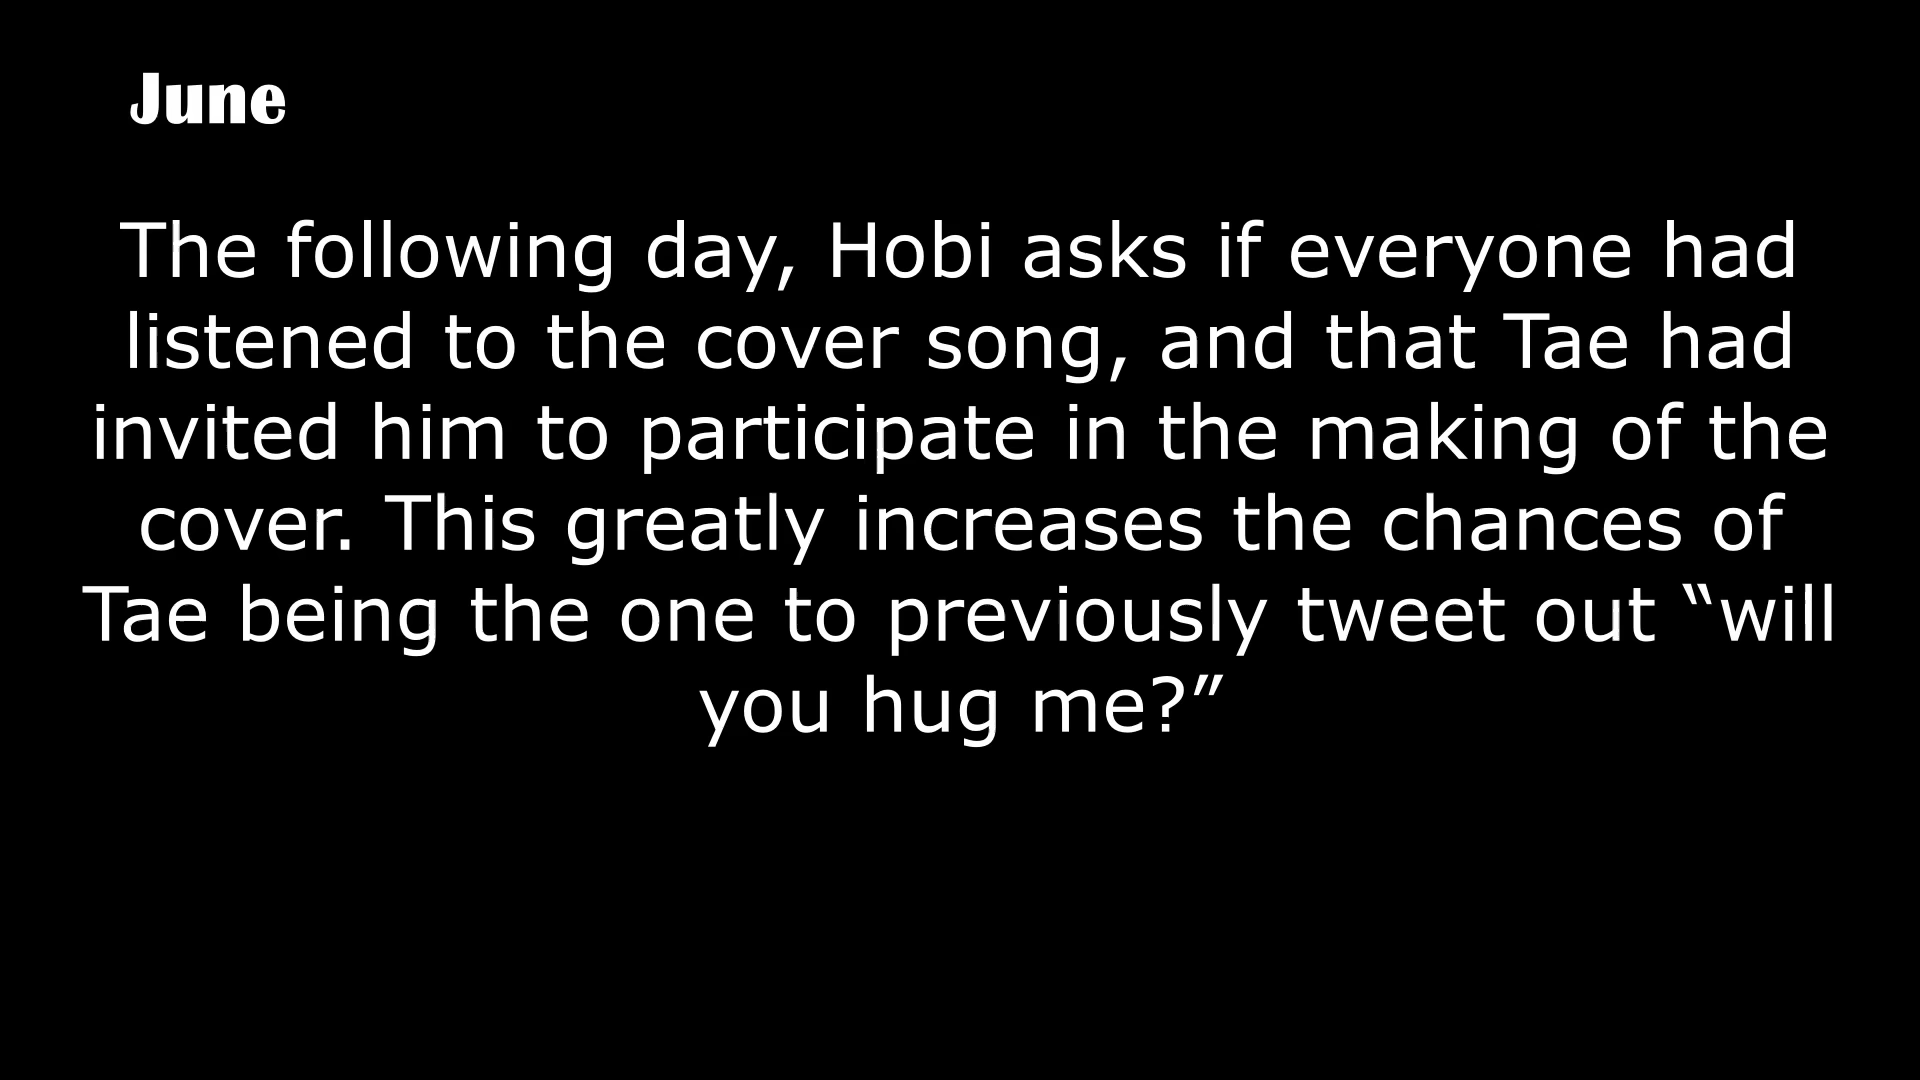 June
The following day, Hobi asks if everyone had
listened to the cover song, and that Tae had
invited him to participate in the making of the
cover. This greatly increases the chances of
Tae being the one to previously tweet out “will
you hug me?”